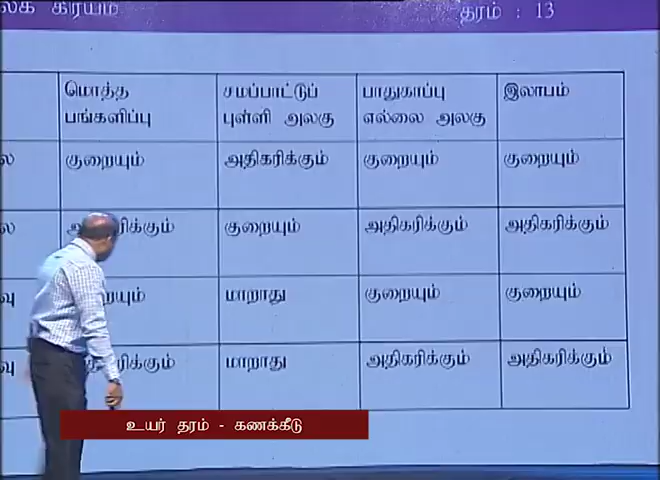 கிரயம்
தரம் : 13
மொத்த பங்களிப்பு
சமப்பாட்டுப் புள்ளி அலகு
பாதுகாப்பு எல்லை அலகு
இலாபம்
குறையும் அதிகரிக்கும் குறையும் குறையும்
குறையும் அதிகரிக்கும் அதிகரிக்கும்
மாறாது குறையும் குறையும்
மாறாது அதிகரிக்கும் அதிகரிக்கும்
உயர் தரம் - கணக்கீடு